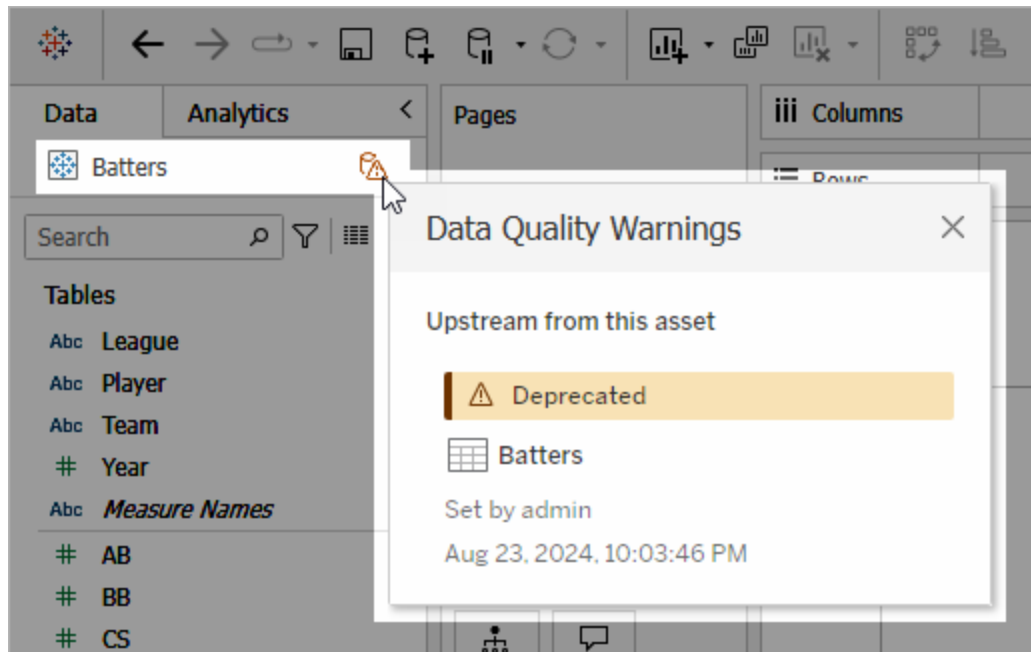 Data
Analytics
Pages
Columns
Batters
Rows
Search
Data Quality Warnings
Tables
Upstream from this asset
Abc League
Abc Player
Deprecated
Abc Team
Batters
# Year
Abc Measure Names
Set by admin
# AB
Aug 23, 2024, 10:03:46 PM
# BB
# CS